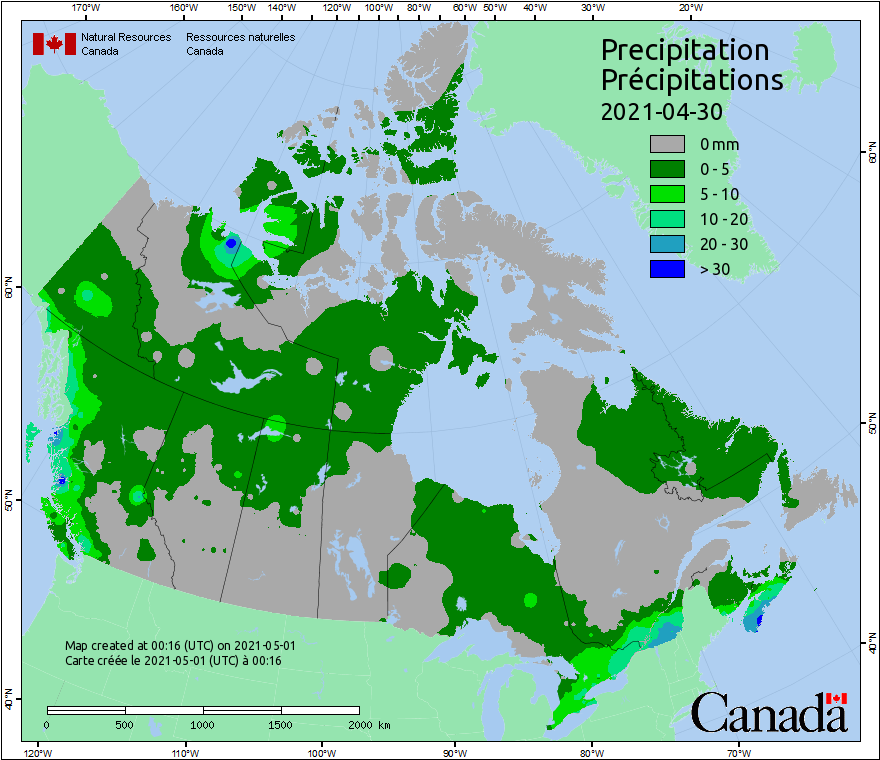 170°W 160°W 150°W 140°W 130°W 120°W 110°W 100°W 90°W 80°W 70°W 60°W 50°W 40°W 30°W 20°W
Natural Resources Canada
Ressources naturelles Canada
Precipitation
Précipitations
2021-04-30
0 mm
0 - 5
5 - 10
10 - 20
20 - 30
> 30
60°N
60°N
50°N
50°N
40°N
40°N
Map created at 00:16 (UTC) on 2021-05-01
Carte créée le 2021-05-01 (UTC) à 00:16
0 500 1000 1500 2000 km
Canada
120°W 110°W 100°W 90°W 80°W 70°W